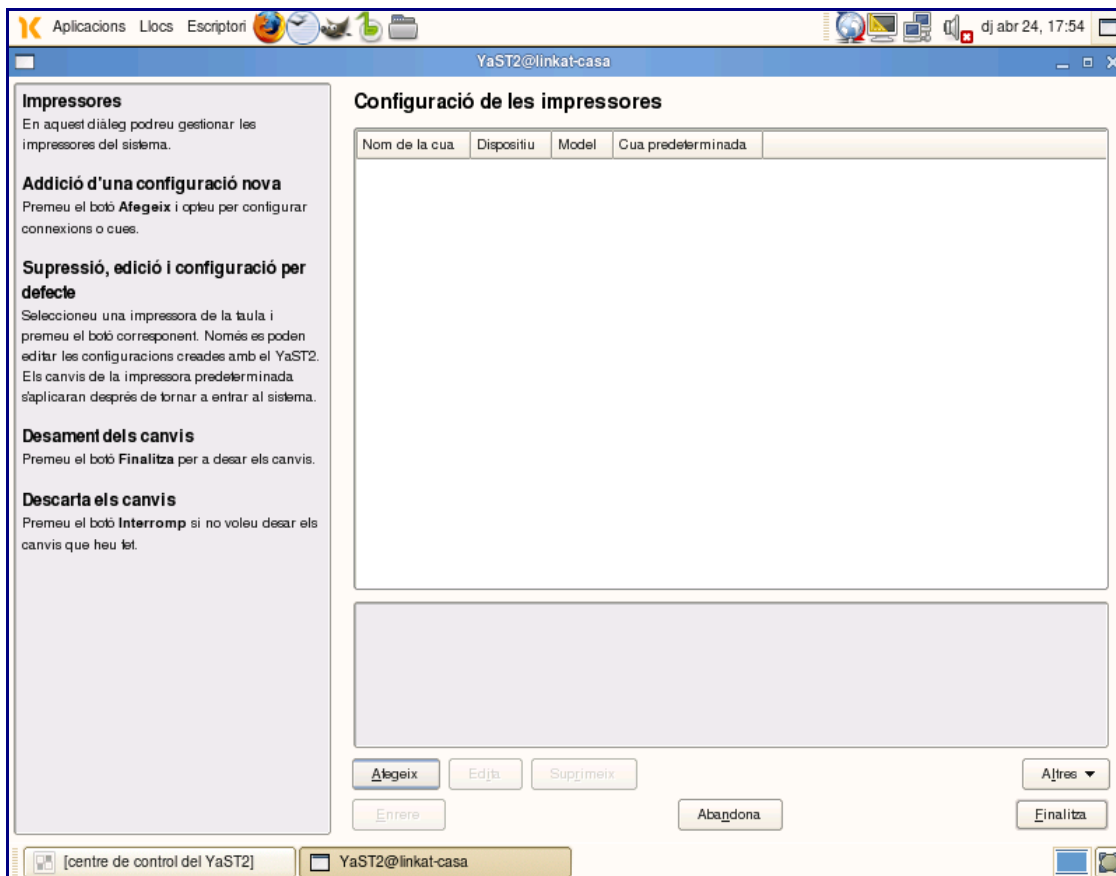 Aplicacions Llocs Escriptori
dj abr 24, 17:54
YaST2@linkat-casa
Impressores
En aquest diàleg podreu gestionar les
impressores del sistema.
Addició d'una configuració nova
Premeu el botó Afegeix i opteu per configurar
connexions o cues.
Supressió, edició i configuració per
defecte
Seleccioneu una impressora de la taula i
premeu el botó corresponent. Només es poden
editar les configuracions creades amb el YaST2.
Els canvis de la impressora predeterminada
s'aplicaran després de tornar a entrar al sistema.
Desament dels canvis
Premeu el botó Finalitza per a desar els canvis.
Descarta els canvis
Premeu el botó Interromp si no voleu desar els
canvis que heu fet.
Configuració de les impressores
Nom de la cua Dispositiu Model Cua predeterminada
Afegeix Edita Suprimeix Altres
Enrere Abandona Finalitza
[centre de control del YaST2] YaST2@linkat-casa